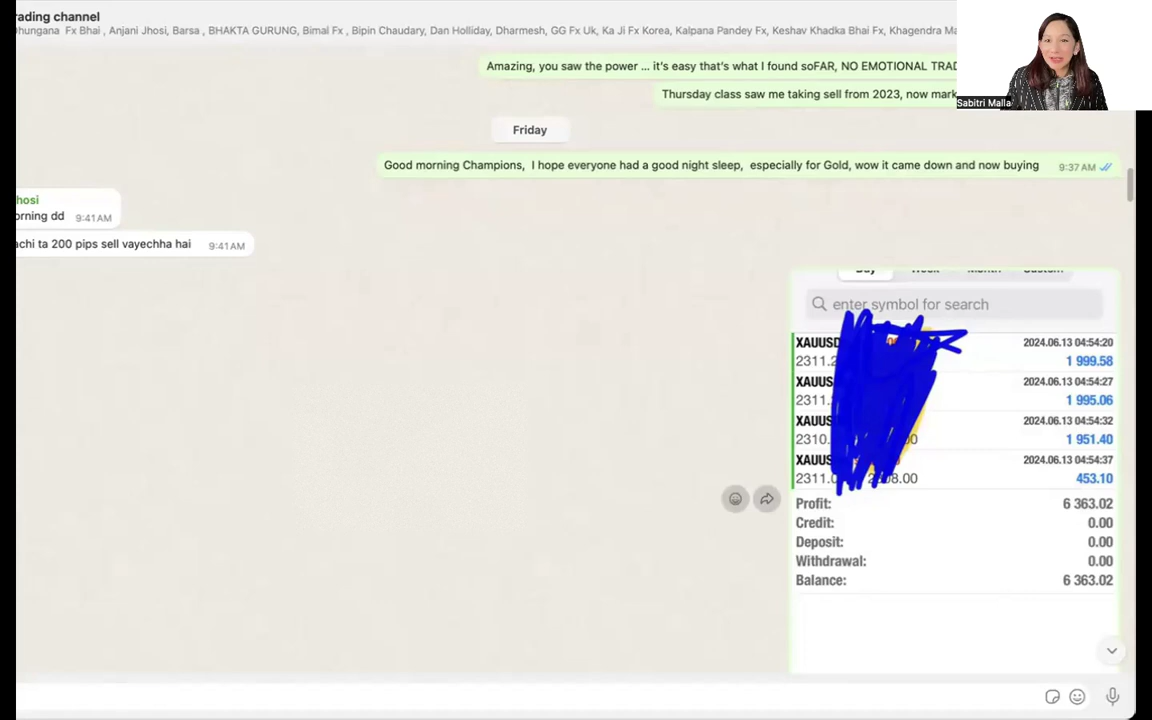 rading channel
hungana Fx Bhai , Anjani Jhosi, Barsa , BHAKTA GURUNG, Bimal Fx , Bipin Chaudary, Dan Holliday, Dharmesh, GG Fx Uk, Ka Ji Fx Korea, Kalpana Pandey Fx, Keshav Khadka Bhai Fx, Khagendra Ma
Sabitri Malla
Amazing, you saw the power ... it's easy that's what I found soFAR, NO EMOTIONAL TRAD
Thursday class saw me taking sell from 2023, now mark
Friday
Good morning Champions, I hope everyone had a good night sleep, especially for Gold, wow it came down and now buying 9:37 AM
hosi
orning dd 9:41 AM
achi ta 200 pips sell vayechha hai 9:41 AM
Day Week Month Custom
enter symbol for search
XAUUSD 2024.06.13 04:54:20
2311.2 1 999.58
XAUUS 2024.06.13 04:54:27
2311. 1 995.06
XAUUS 2024.06.13 04:54:32
2310. .00 1 951.40
XAUUS 2024.06.13 04:54:37
2311.0 08.00 453.10
Profit: 6 363.02
Credit: 0.00
Deposit: 0.00
Withdrawal: 0.00
Balance: 6 363.02